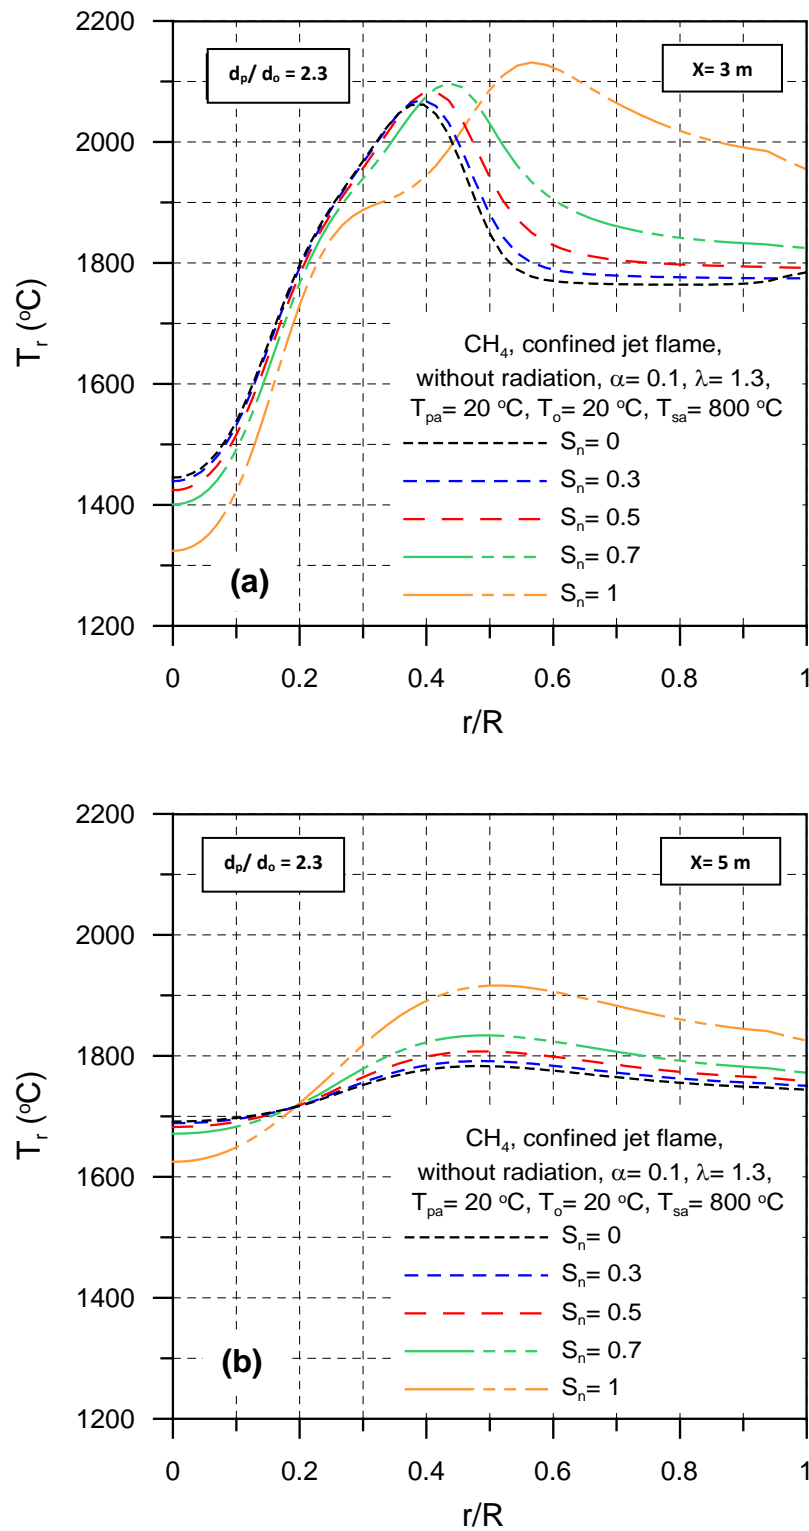 2200
dₚ/ dₒ = 2.3
X= 3 m
2000
1800
Tᵣ (ºC)
CH₄, confined jet flame,
without radiation, α= 0.1, λ= 1.3,
1600
Tₚₐ= 20 ºC, Tₒ= 20 ºC, Tₛₐ= 800 ºC
Sₙ= 0
Sₙ= 0.3
1400
Sₙ= 0.5
Sₙ= 0.7
(a)
Sₙ= 1
1200
0 0.2 0.4 0.6 0.8 1
r/R
2200
dₚ/ dₒ = 2.3
X= 5 m
2000
1800
Tᵣ (ºC)
CH₄, confined jet flame,
1600
without radiation, α= 0.1, λ= 1.3,
Tₚₐ= 20 ºC, Tₒ= 20 ºC, Tₛₐ= 800 ºC
Sₙ= 0
Sₙ= 0.3
1400
Sₙ= 0.5
Sₙ= 0.7
(b)
Sₙ= 1
1200
0 0.2 0.4 0.6 0.8 1
r/R